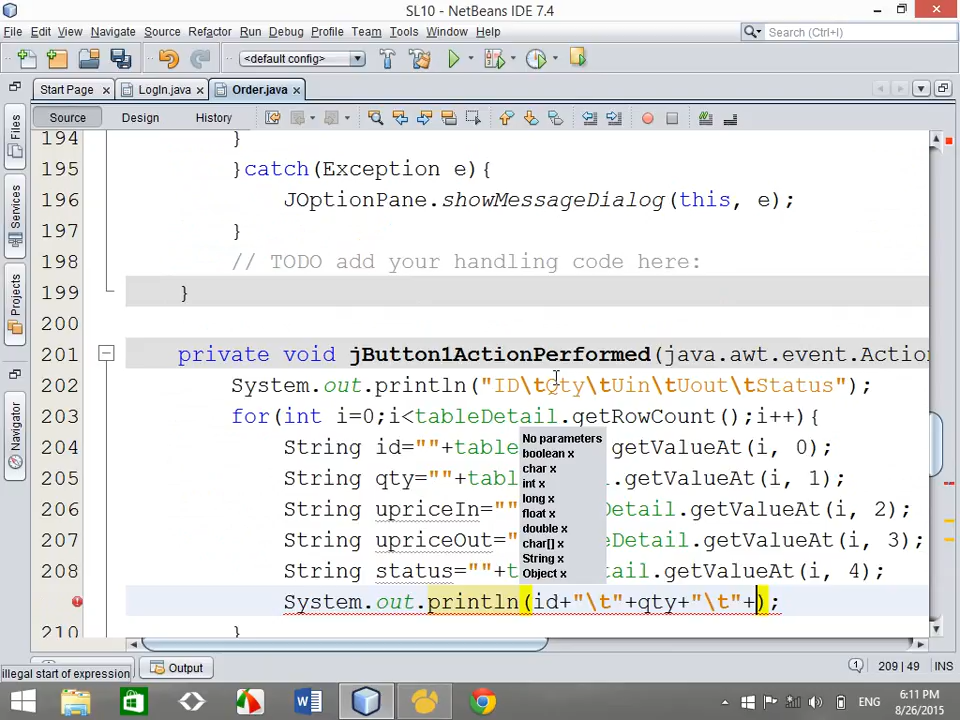 SL10 - NetBeans IDE 7.4
File Edit View Navigate Source Refactor Run Debug Profile Team Tools Window Help
<default config>
Search (Ctrl+I)
Start Page LogIn.java Order.java
Source Design History
Files
Services
Projects
Navigator
194 }
195 }catch(Exception e){
196 JOptionPane.showMessageDialog(this, e);
197 }
198 // TODO add your handling code here:
199 }
200
201 private void jButton1ActionPerformed(java.awt.event.Action
202 System.out.println("ID\tQty\tUin\tUout\tStatus");
203 for(int i=0;i<tableDetail.getRowCount();i++){
204 String id=""+table .getValueAt(i, 0);
205 String qty=""+tabl .getValueAt(i, 1);
206 String upriceIn="" Detail.getValueAt(i, 2);
207 String upriceOut=" eDetail.getValueAt(i, 3);
208 String status=""+t tail.getValueAt(i, 4);
System.out.println(id+"\t"+qty+"\t"+);
210 }
No parameters
boolean x
char x
int x
long x
float x
double x
char[] x
String x
Object x
illegal start of expression
Output
1
209 | 49 INS
ENG
6:11 PM
8/26/2015